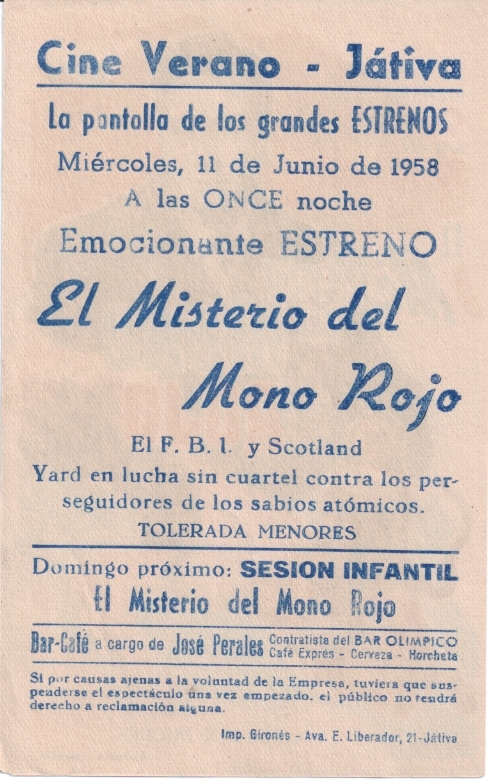 Cine Verano - Játiva
La pantolla de los grandes ESTRENOS
Miércoles, 11 de Junio de 1958
A las ONCE noche
Emocionante ESTRENO
El Misterio del
Mono Rojo
El F. B. I. y Scotland
Yard en lucha sin cuartel contra los per-
seguidores de los sabios atómicos.
TOLERADA MENORES
Domingo próximo: SESION INFANTIL
El Misterio del Mono Rojo
Bar-Café a cargo de José Perales Contratiste del BAR OLIMPICO
Café Exprés - Cerveza - Horchata
Si por causas ajenas a la voluntad de la Empresa, tuviera que sus-
penderse el espectáculo una vez empezado, el público no tendrá
derecho a reclamación alguna.
Imp. Gironés - Ava. E. Liberador, 21-Játiva